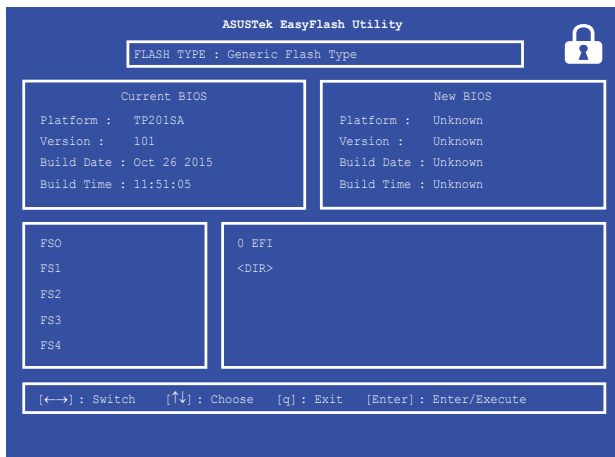 ASUSTek EasyFlash Utility
FLASH TYPE : Generic Flash Type
Current BIOS
Platform : TP201SA
Version : 101
Build Date : Oct 26 2015
Build Time : 11:51:05
New BIOS
Platform : Unknown
Version : Unknown
Build Date : Unknown
Build Time : Unknown
FSO
FS1
FS2
FS3
FS4
0 EFI
<DIR>
[←→] : Switch [↑↓] : Choose [q] : Exit [Enter] : Enter/Execute